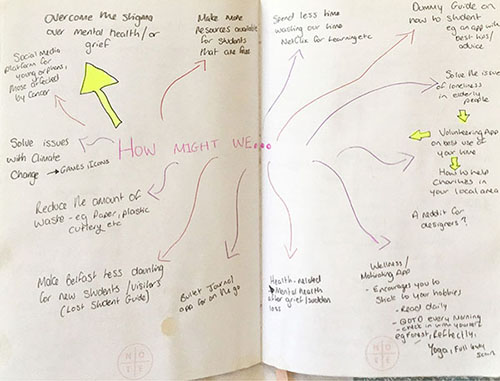 Overcome the stigma
over mental health/or
grief
Social Media
platform for
young orphans,
those affected
by Cancer
Make more
Resources available
for students
that are free
Solve issues
with Climate
Change → GAMES, ICONS
HOW MIGHT WE...
Reduce the amount of
waste - eg Paper, plastic
cutlery etc
Make Belfast less daunting
for new students / visitors
(Lost Student Guide)
Bullet Journal
app for on the go
Spend less time
wasting our time
Netflix for Learning etc
Dummy Guide on
how to student
eg an app with
best tips/
advice
Solve the issue
of loneliness
in elderly
people
Volunteering App
on best use of
your time
How to help
Charities in
your local area
A reddit for
designers?
Health-related
Mental health
after grief/sudden
loss
Wellness/
Motivating App
- Encourages you to
Stick to your hobbies
- Read daily
- QOTD every Morning
- check in with yourself
eg Forest, Reflectly,
Yoga, Full body
scan